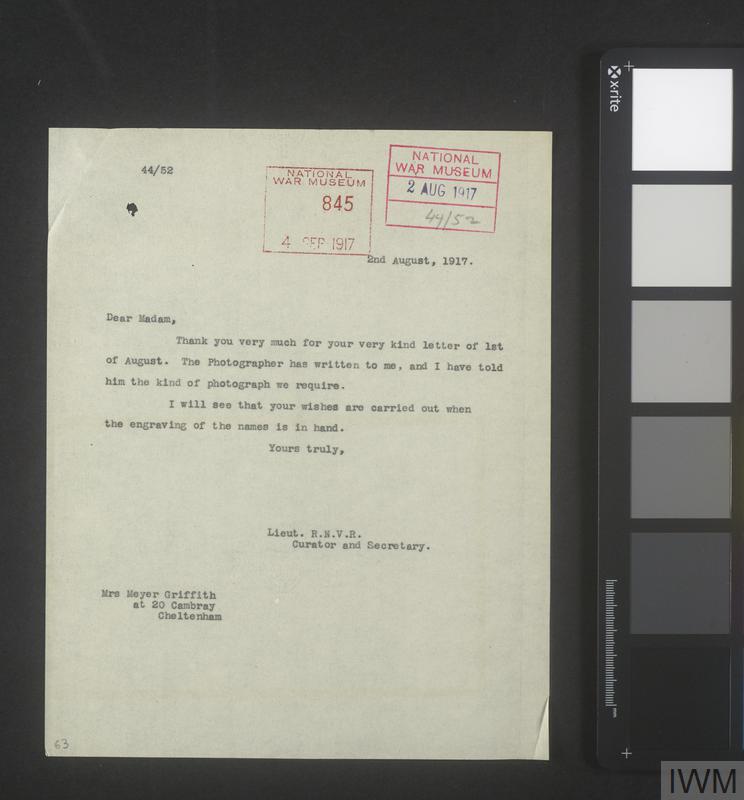 44/52
NATIONAL
WAR MUSEUM
845
4 SEP 1917
NATIONAL
WAR MUSEUM
2 AUG 1917
44/52
2nd August, 1917.
Dear Madam,
Thank you very much for your very kind letter of 1st
of August. The Photographer has written to me, and I have told
him the kind of photograph we require.
I will see that your wishes are carried out when
the engraving of the names is in hand.
Yours truly,
Lieut. R.N.V.R.
Curator and Secretary.
Mrs Meyer Griffith
at 20 Cambray
Cheltenham
63
x-rite
mm
IWM